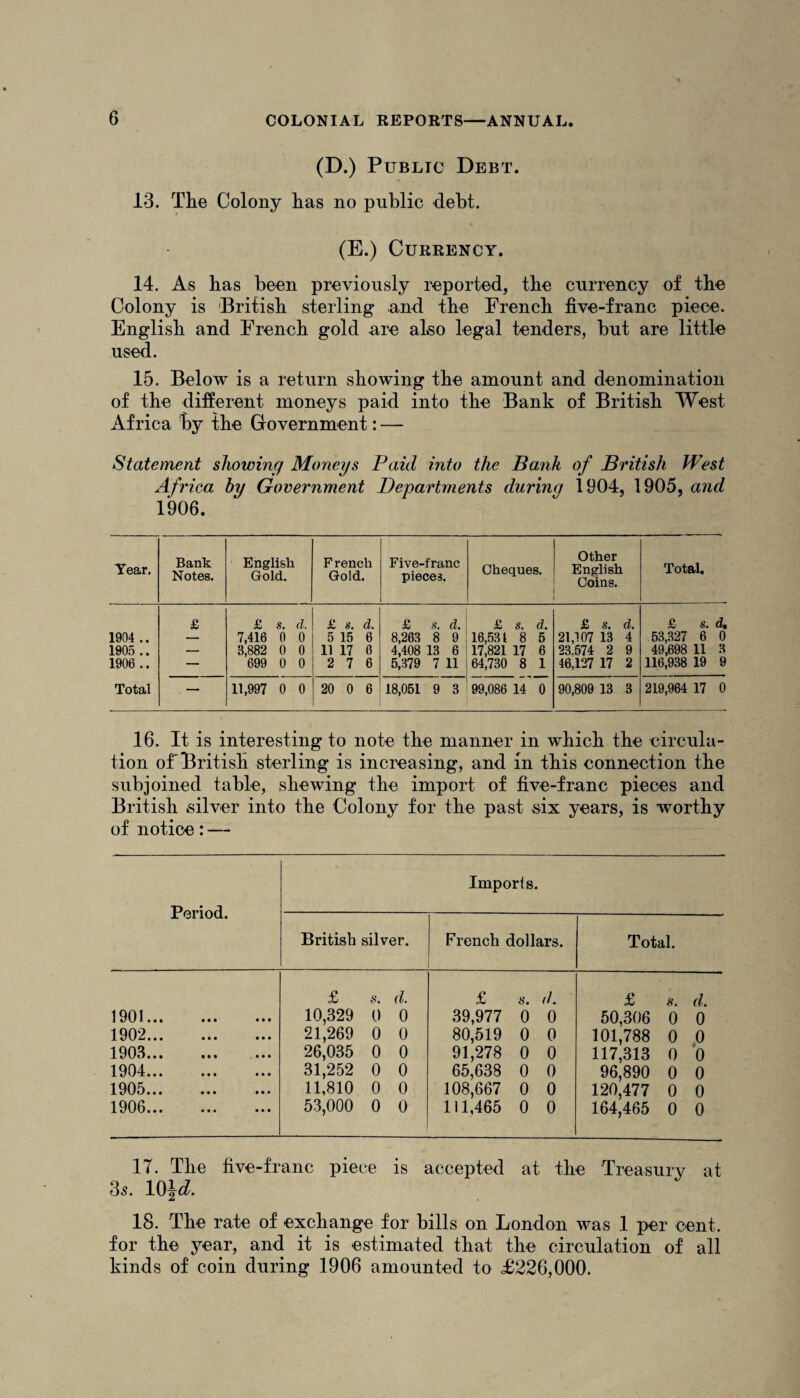 6 COLONIAL REPORTS—ANNUAL.
(D.) Public Debt.
13. The Colony has no public debt.
(E.) Currency.
14. As has been previously reported, the currency of the
Colony is British sterling and the French five-franc piece.
English and French gold are also legal tenders, but are little
used.
15. Below is a return showing the amount and denomination
of the different moneys paid into the Bank of British West
Africa by the Government:—
Statement showing Moneys Paid into the Bank of British West
Africa by Government Departments during 1904, 1905, and
1906.
Year. Bank Notes. English Gold. French Gold. Five-franc pieces. Cheques. Other English Coins. Total.
£ £ s. d. £ s. d. £ s. d. £ s. d. £ s. d. £ s. d.
1904 .. — 7,416 0 0 5 15 6 8,263 8 9 16,534 8 5 21,107 13 4 53,327 6 0
1905 .. — 3,882 0 0 11 17 6 4,408 13 6 17,821 17 6 23,574 2 9 49,698 11 3
1906 .. — 699 0 0 2 7 6 5,379 7 11 64,730 8 1 46,127 17 2 116,938 19 9
Total — 11,997 0 0 20 0 6 18,051 9 3 99,086 14 0 90,809 13 3 219,964 17 0
16. It is interesting to note the manner in which the circula-
tion of British sterling is increasing, and in this connection the
subjoined table, shewing the import of five-franc pieces and
British silver into the Colony for the past six years, is worthy
of notice:—
Period. Imports.
British silver. French dollars. Total.
£ s. d. £ s. d. £ s. d.
1901... ... ... 10,329 0 0 39,977 0 0 50,306 0 0
1902... ... ... 21,269 0 0 80,519 0 0 101,788 0 0
1903... ... ... 26,035 0 0 91,278 0 0 117,313 0 0
1904... ... ... 31,252 0 0 65,638 0 0 96,890 0 0
1905... ... ... 11,810 0 0 108,667 0 0 120,477 0 0
1906... ... ... 53,000 0 0 111,465 0 0 164,465 0 0
17. The five-franc piece is accepted at the Treasury at
3s. 10½d.
18. The rate of exchange for bills on London was 1 per cent.
for the year, and it is estimated that the circulation of all
kinds of coin during 1906 amounted to £226,000.